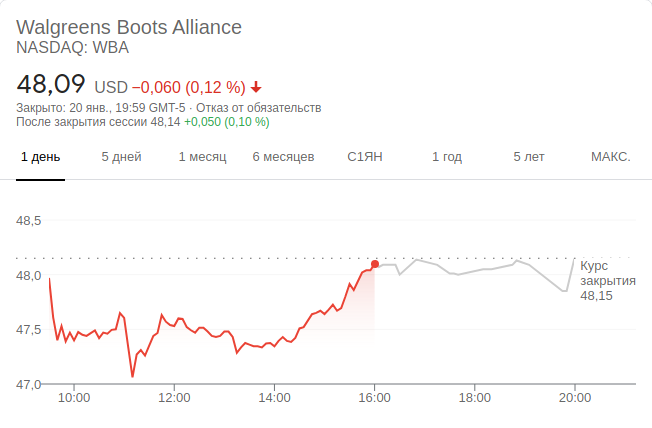 Walgreens Boots Alliance
NASDAQ: WBA
48,09 USD −0,060 (0,12 %)
Закрыто: 20 янв., 19:59 GMT-5 · Отказ от обязательств
После закрытия сессии 48,14 +0,050 (0,10 %)
1 день 5 дней 1 месяц 6 месяцев С1ЯН 1 год 5 лет МАКС.
48,5
48,0
47,5
47,0
Курс
закрытия
48,15
10:00 12:00 14:00 16:00 18:00 20:00